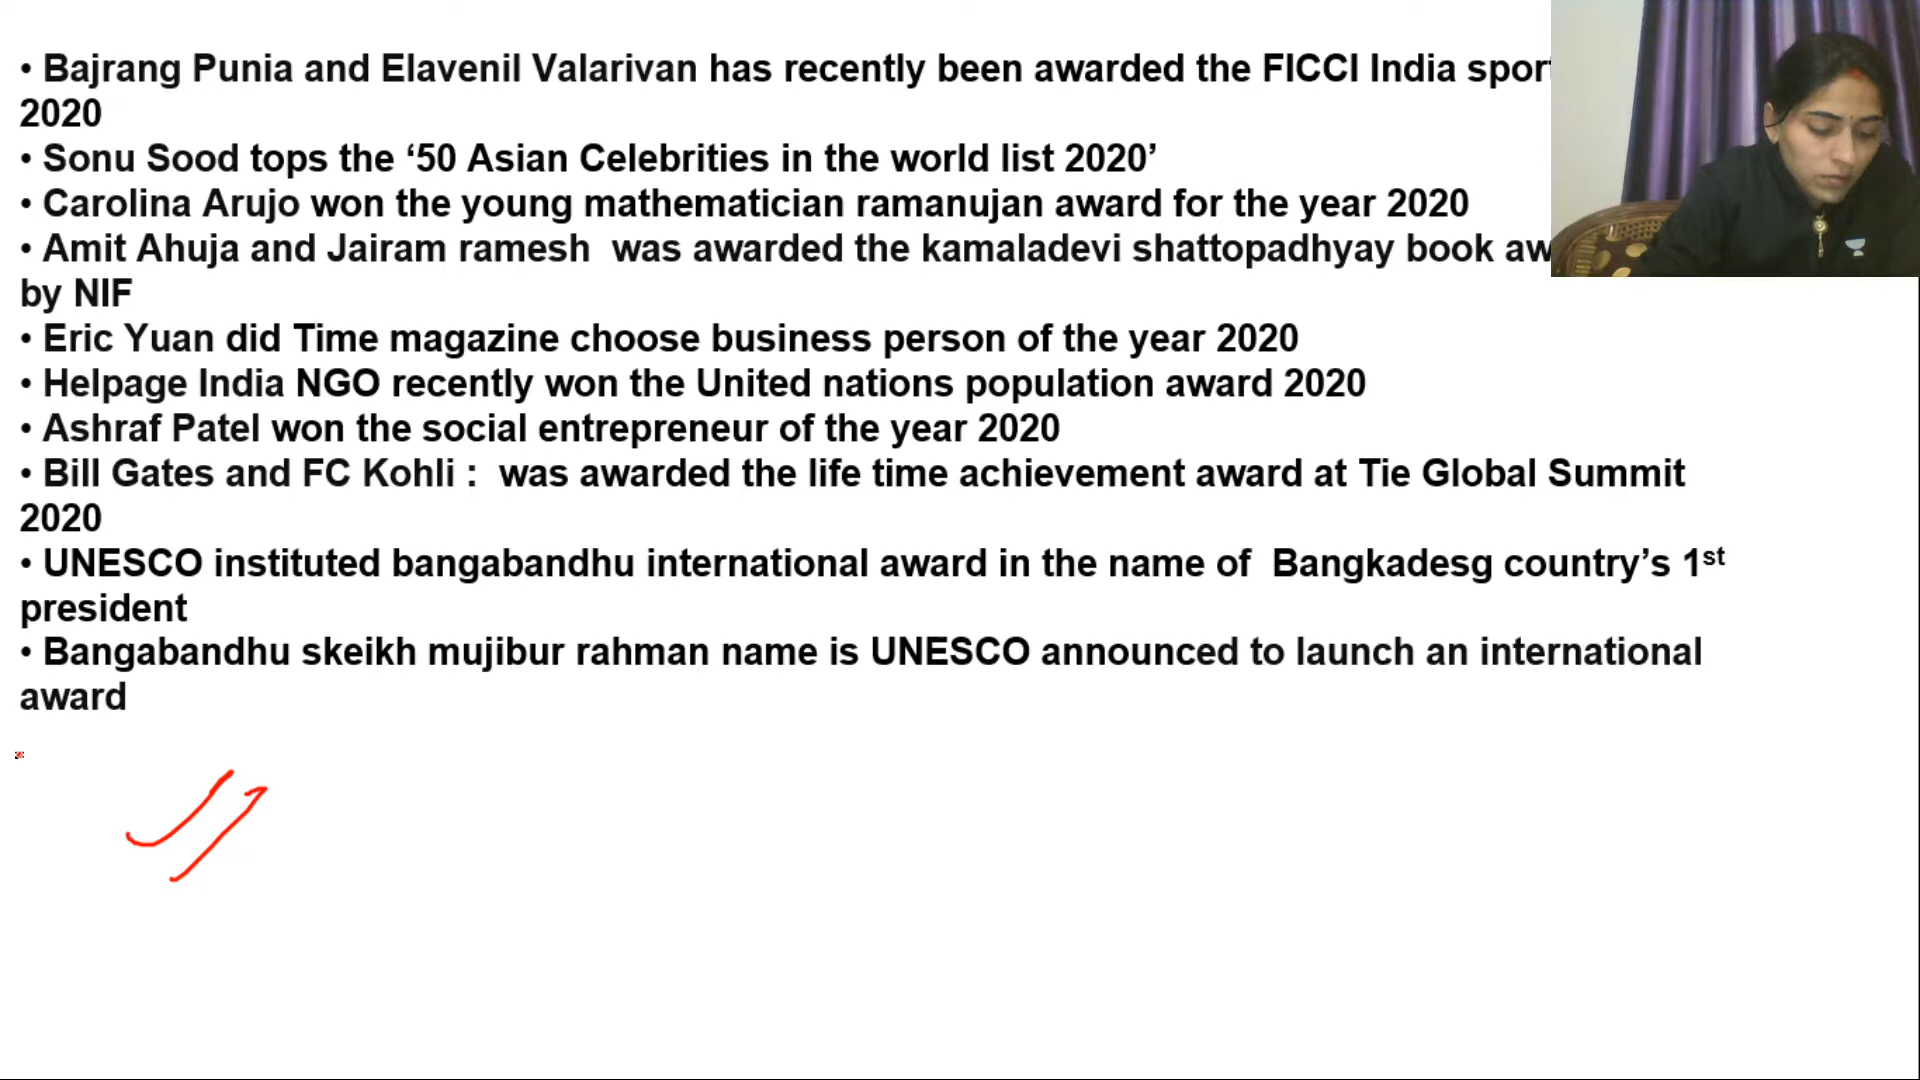 • Bajrang Punia and Elavenil Valarivan has recently been awarded the FICCI India
2020
• Sonu Sood tops the ‘50 Asian Celebrities in the world list 2020’
• Carolina Arujo won the young mathematician ramanujan award for the year 2020
• Amit Ahuja and Jairam ramesh  was awarded the kamaladevi shattopadhyay book
by NIF
• Eric Yuan did Time magazine choose business person of the year 2020
• Helpage India NGO recently won the United nations population award 2020
• Ashraf Patel won the social entrepreneur of the year 2020
• Bill Gates and FC Kohli :  was awarded the life time achievement award at Tie Global Summit
2020
• UNESCO instituted bangabandhu international award in the name of  Bangkadesg country’s 1st
president
• Bangabandhu skeikh mujibur rahman name is UNESCO announced to launch an international
award